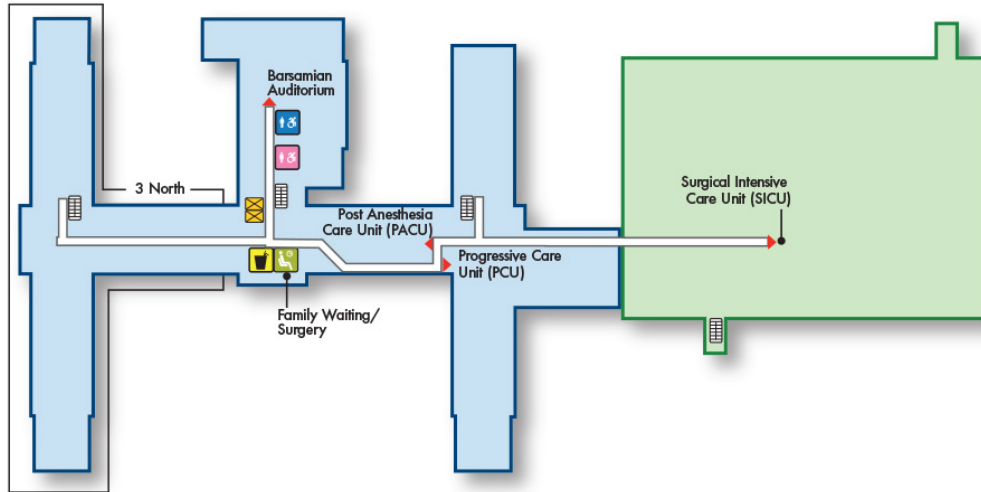 Barsamian
Auditorium
3 North
Post Anesthesia
Care Unit (PACU)
Surgical Intensive
Care Unit (SICU)
Progressive Care
Unit (PCU)
Family Waiting/
Surgery